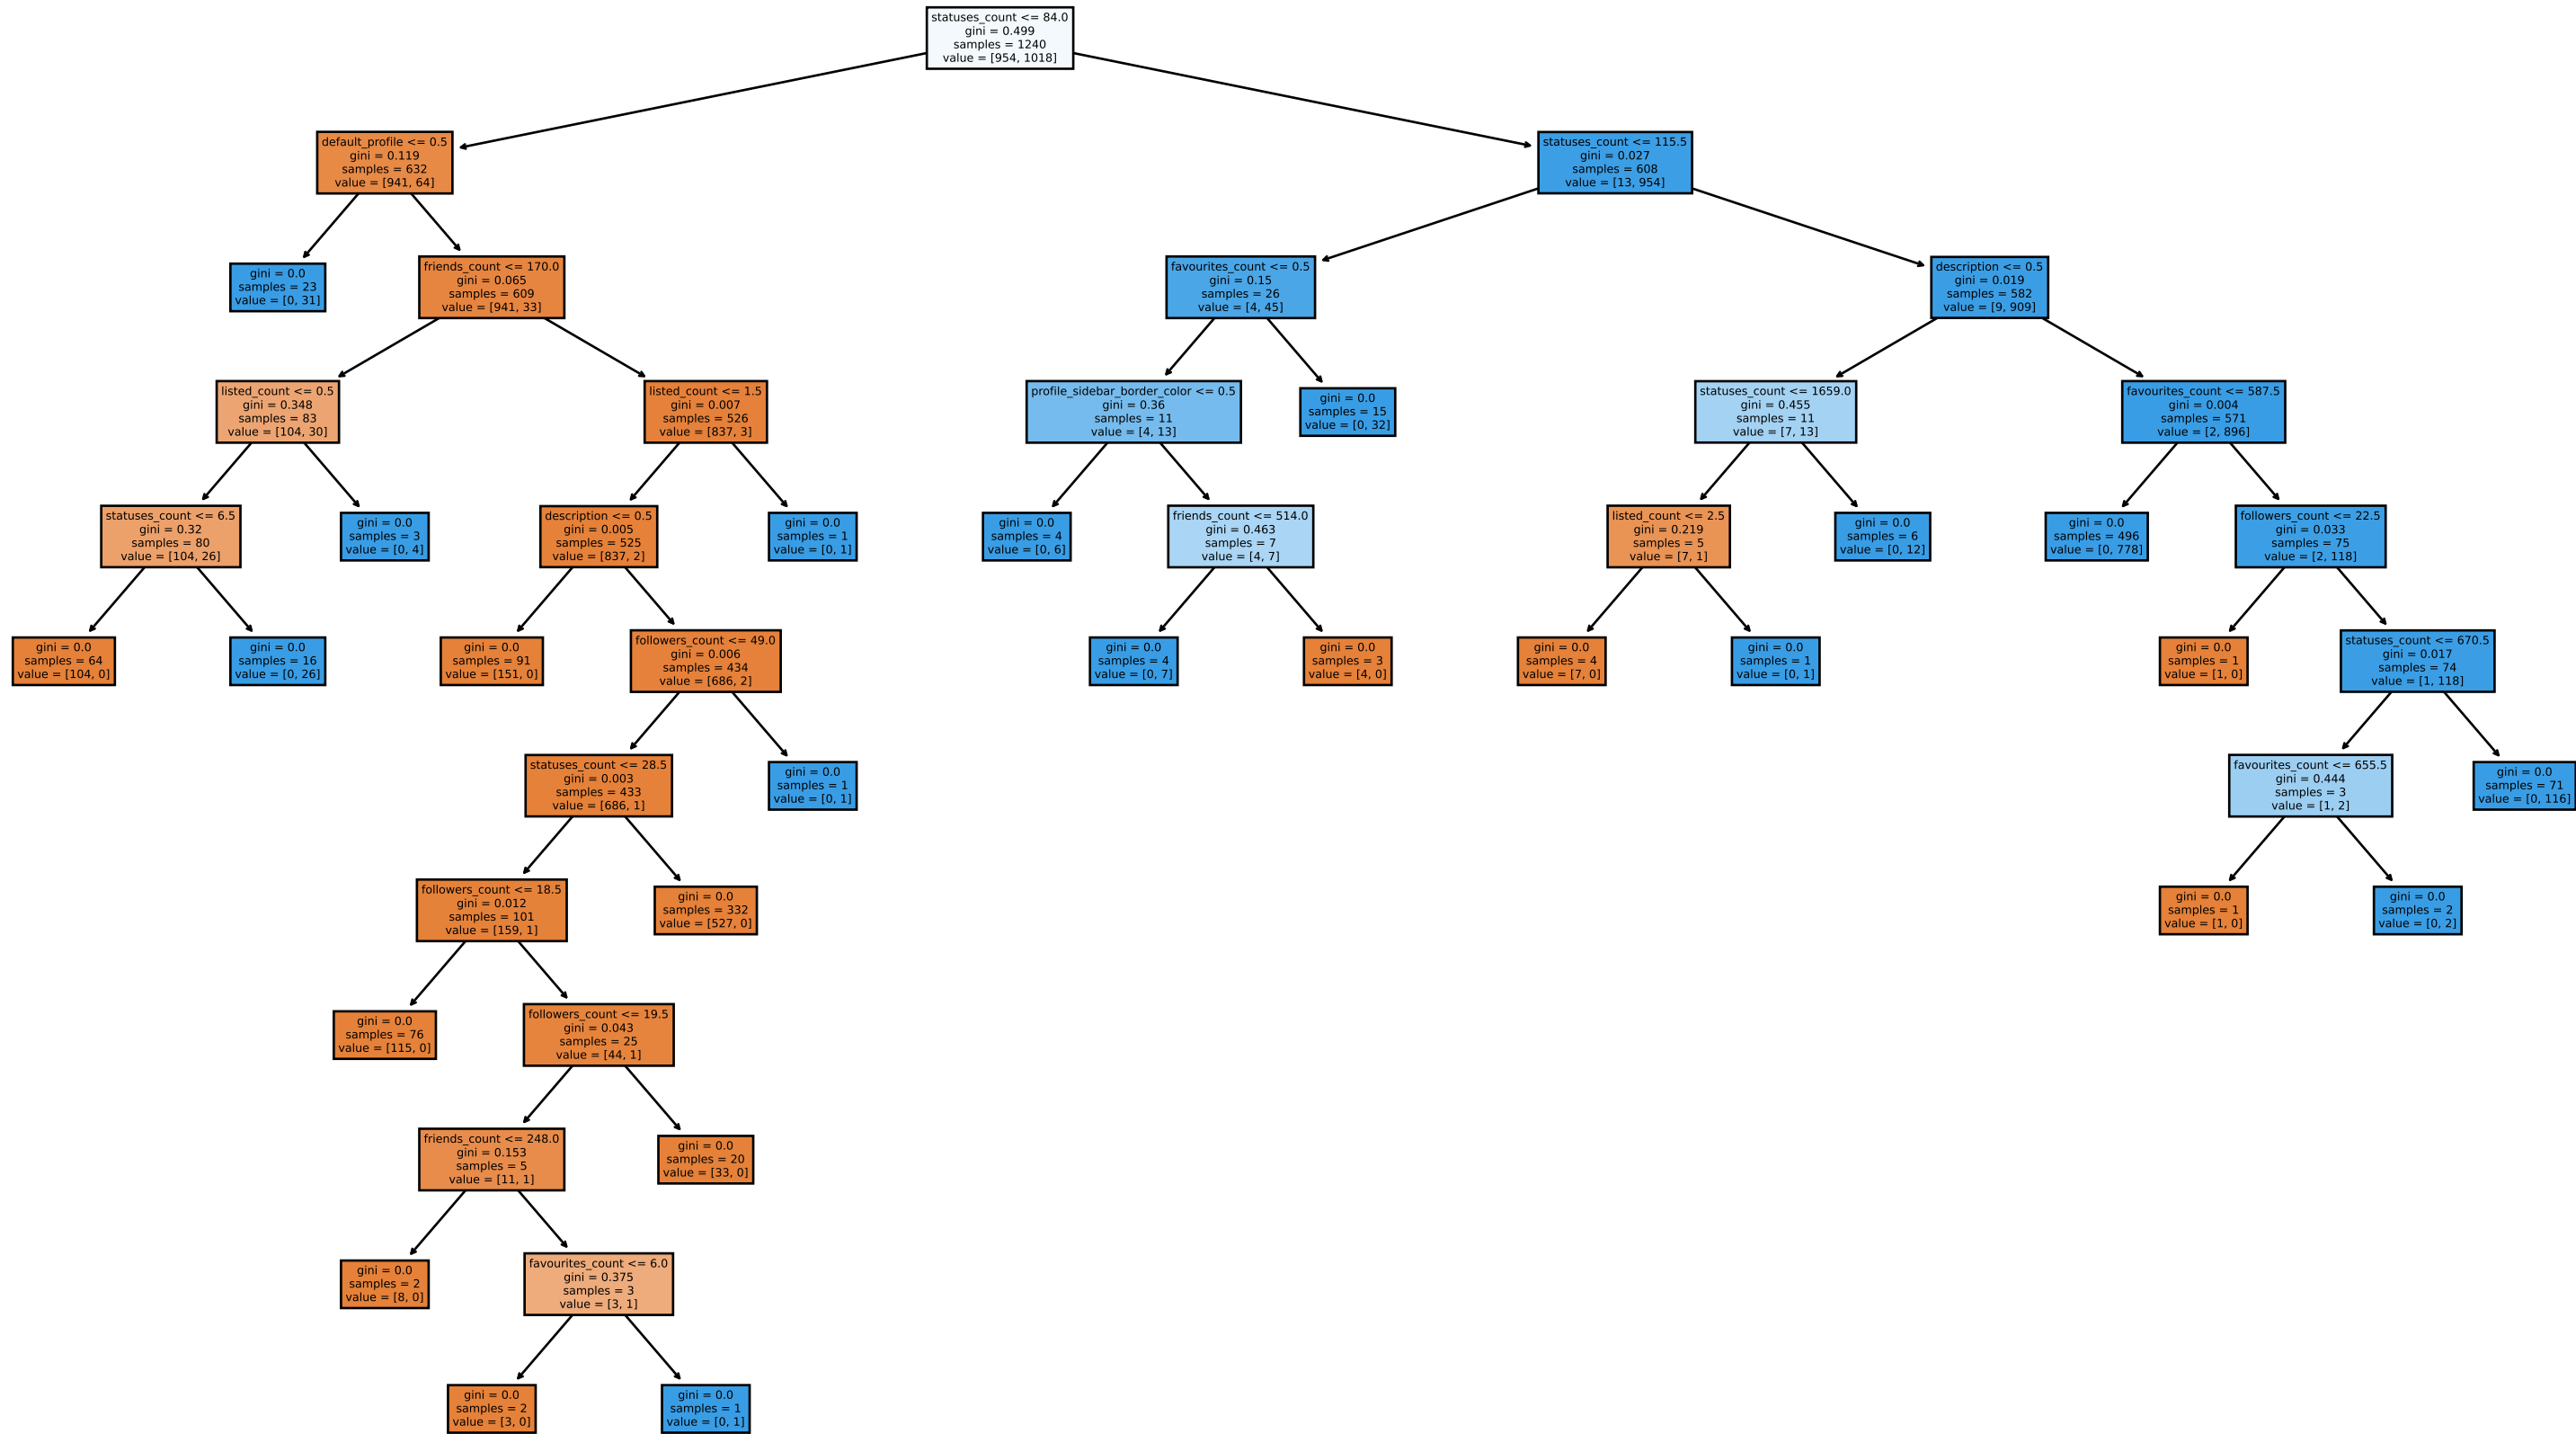 statuses_count <= 84.0
gini = 0.499
samples = 1240
value = [954, 1018]
default_profile <= 0.5
gini = 0.119
samples = 632
value = [941, 64]
statuses_count <= 115.5
gini = 0.027
samples = 608
value = [13, 954]
gini = 0.0
samples = 23
value = [0, 31]
friends_count <= 170.0
gini = 0.065
samples = 609
value = [941, 33]
favourites_count <= 0.5
gini = 0.15
samples = 26
value = [4, 45]
description <= 0.5
gini = 0.019
samples = 582
value = [9, 909]
listed_count <= 0.5
gini = 0.348
samples = 83
value = [104, 30]
listed_count <= 1.5
gini = 0.007
samples = 526
value = [837, 3]
profile_sidebar_border_color <= 0.5
gini = 0.36
samples = 11
value = [4, 13]
gini = 0.0
samples = 15
value = [0, 32]
statuses_count <= 1659.0
gini = 0.455
samples = 11
value = [7, 13]
favourites_count <= 587.5
gini = 0.004
samples = 571
value = [2, 896]
statuses_count <= 6.5
gini = 0.32
samples = 80
value = [104, 26]
gini = 0.0
samples = 3
value = [0, 4]
description <= 0.5
gini = 0.005
samples = 525
value = [837, 2]
gini = 0.0
samples = 1
value = [0, 1]
gini = 0.0
samples = 4
value = [0, 6]
friends_count <= 514.0
gini = 0.463
samples = 7
value = [4, 7]
listed_count <= 2.5
gini = 0.219
samples = 5
value = [7, 1]
gini = 0.0
samples = 6
value = [0, 12]
gini = 0.0
samples = 496
value = [0, 778]
followers_count <= 22.5
gini = 0.033
samples = 75
value = [2, 118]
gini = 0.0
samples = 64
value = [104, 0]
gini = 0.0
samples = 16
value = [0, 26]
gini = 0.0
samples = 91
value = [151, 0]
followers_count <= 49.0
gini = 0.006
samples = 434
value = [686, 2]
gini = 0.0
samples = 4
value = [0, 7]
gini = 0.0
samples = 3
value = [4, 0]
gini = 0.0
samples = 4
value = [7, 0]
gini = 0.0
samples = 1
value = [0, 1]
gini = 0.0
samples = 1
value = [1, 0]
statuses_count <= 670.5
gini = 0.017
samples = 74
value = [1, 118]
statuses_count <= 28.5
gini = 0.003
samples = 433
value = [686, 1]
gini = 0.0
samples = 1
value = [0, 1]
favourites_count <= 655.5
gini = 0.444
samples = 3
value = [1, 2]
gini = 0.0
samples = 71
value = [0, 116]
followers_count <= 18.5
gini = 0.012
samples = 101
value = [159, 1]
gini = 0.0
samples = 332
value = [527, 0]
gini = 0.0
samples = 1
value = [1, 0]
gini = 0.0
samples = 2
value = [0, 2]
gini = 0.0
samples = 76
value = [115, 0]
followers_count <= 19.5
gini = 0.043
samples = 25
value = [44, 1]
friends_count <= 248.0
gini = 0.153
samples = 5
value = [11, 1]
gini = 0.0
samples = 20
value = [33, 0]
gini = 0.0
samples = 2
value = [8, 0]
favourites_count <= 6.0
gini = 0.375
samples = 3
value = [3, 1]
gini = 0.0
samples = 2
value = [3, 0]
gini = 0.0
samples = 1
value = [0, 1]